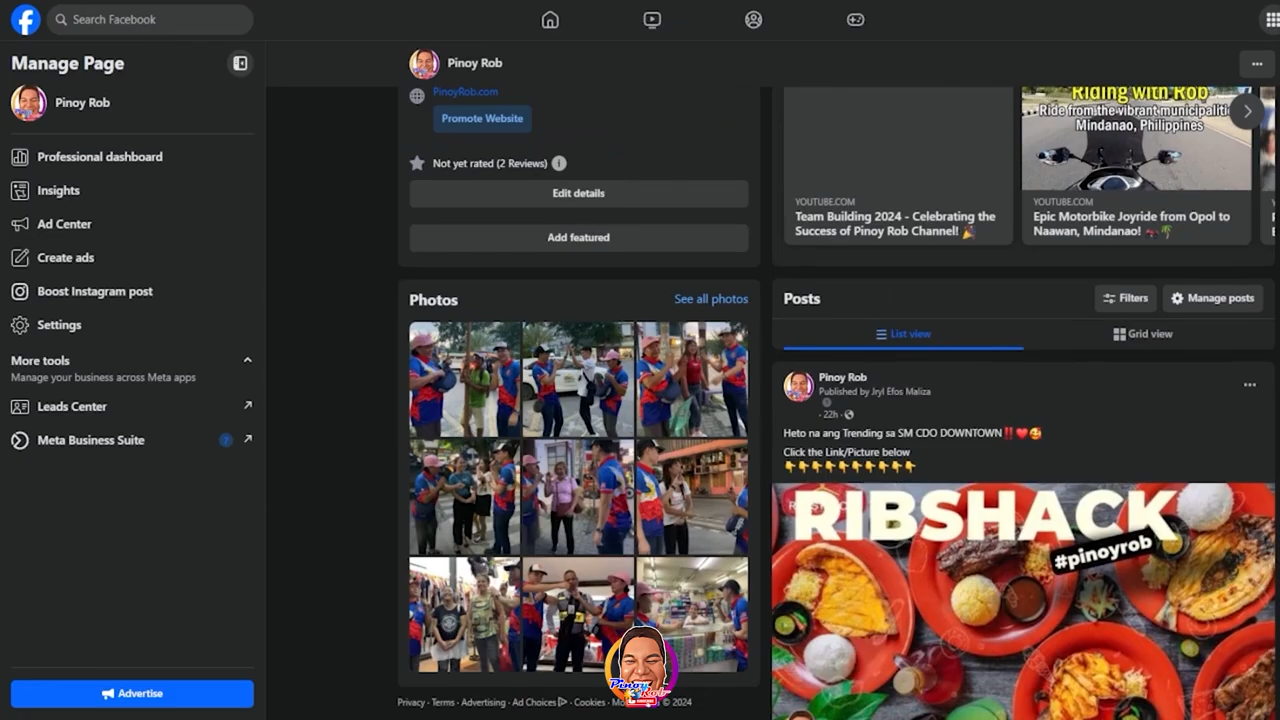 Search Facebook
Manage Page
Pinoy Rob
Professional dashboard
Insights
Ad Center
Create ads
Boost Instagram post
Settings
More tools
Manage your business across Meta apps
Leads Center
Meta Business Suite
7
Advertise
Pinoy Rob
PinoyRob.com
Promote Website
Not yet rated (2 Reviews)
Edit details
Add featured
Photos
See all photos
Privacy · Terms · Advertising · Ad Choices · Cookies ·
© 2024
Pinoy
Rob
YOUTUBE.COM
Team Building 2024 - Celebrating the
Success of Pinoy Rob Channel! 🎉
Riding with Rob
Ride from the vibrant municipaliti
Mindanao, Philippines
YOUTUBE.COM
Epic Motorbike Joyride from Opol to
Naawan, Mindanao! 🏍️🌴
Posts
Filters
Manage posts
List view
Grid view
Pinoy Rob
Published by Jryl Efos Maliza
· 22h ·
Heto na ang Trending sa SM CDO DOWNTOWN‼️❤️🥰
Click the Link/Picture below
👇👇👇👇👇👇👇👇👇👇
RIBSHACK
#pinoyrob